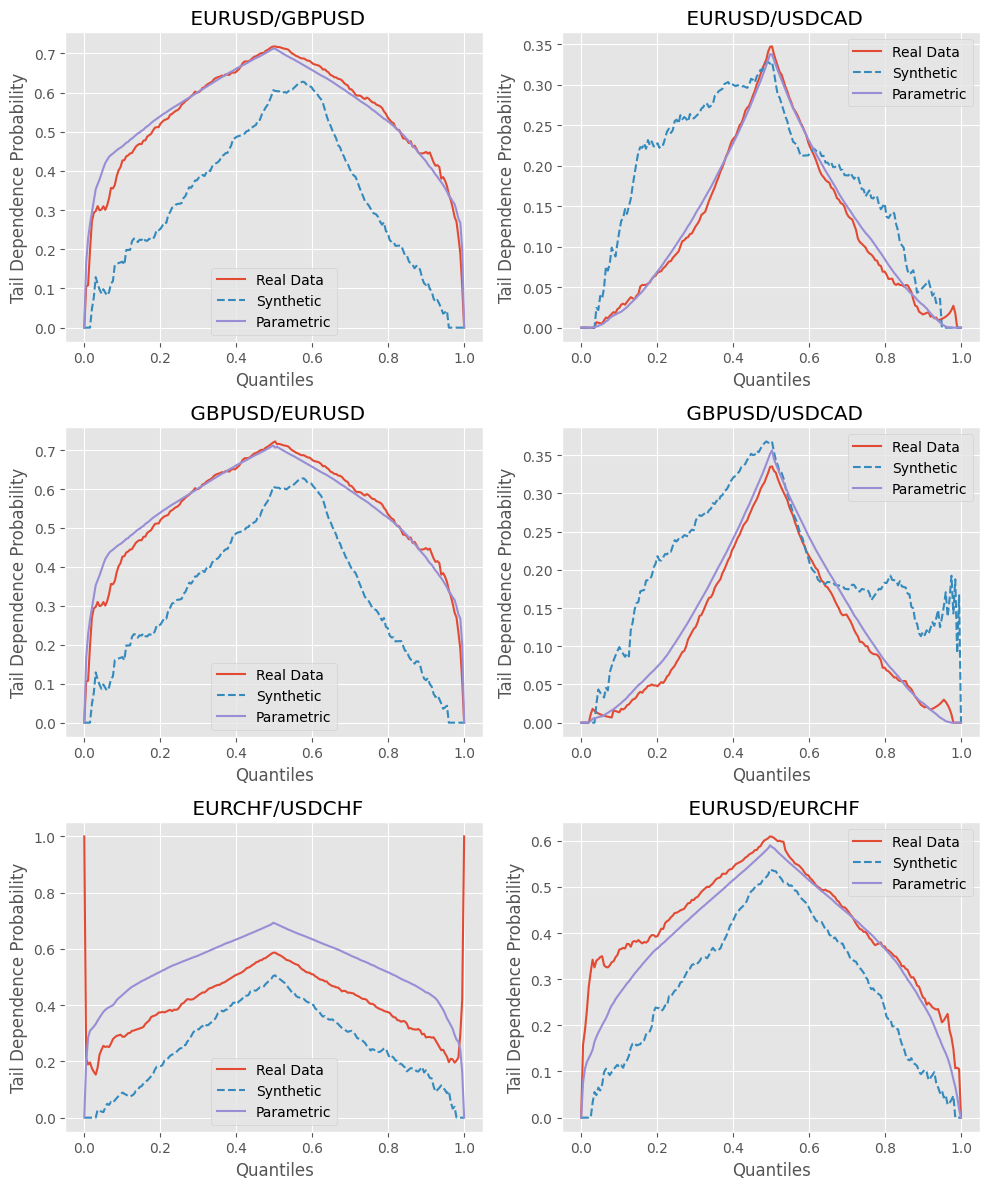 EURUSD/GBPUSD
Tail Dependence Probability
0.7
0.6
0.5
0.4
0.3
0.2
0.1
0.0
Real Data
Synthetic
Parametric
0.0 0.2 0.4 0.6 0.8 1.0
Quantiles
EURUSD/USDCAD
Tail Dependence Probability
0.35
0.30
0.25
0.20
0.15
0.10
0.05
0.00
Real Data
Synthetic
Parametric
0.0 0.2 0.4 0.6 0.8 1.0
Quantiles
GBPUSD/EURUSD
Tail Dependence Probability
0.7
0.6
0.5
0.4
0.3
0.2
0.1
0.0
Real Data
Synthetic
Parametric
0.0 0.2 0.4 0.6 0.8 1.0
Quantiles
GBPUSD/USDCAD
Tail Dependence Probability
0.35
0.30
0.25
0.20
0.15
0.10
0.05
0.00
Real Data
Synthetic
Parametric
0.0 0.2 0.4 0.6 0.8 1.0
Quantiles
EURCHF/USDCHF
Tail Dependence Probability
1.0
0.8
0.6
0.4
0.2
0.0
Real Data
Synthetic
Parametric
0.0 0.2 0.4 0.6 0.8 1.0
Quantiles
EURUSD/EURCHF
Tail Dependence Probability
0.6
0.5
0.4
0.3
0.2
0.1
0.0
Real Data
Synthetic
Parametric
0.0 0.2 0.4 0.6 0.8 1.0
Quantiles